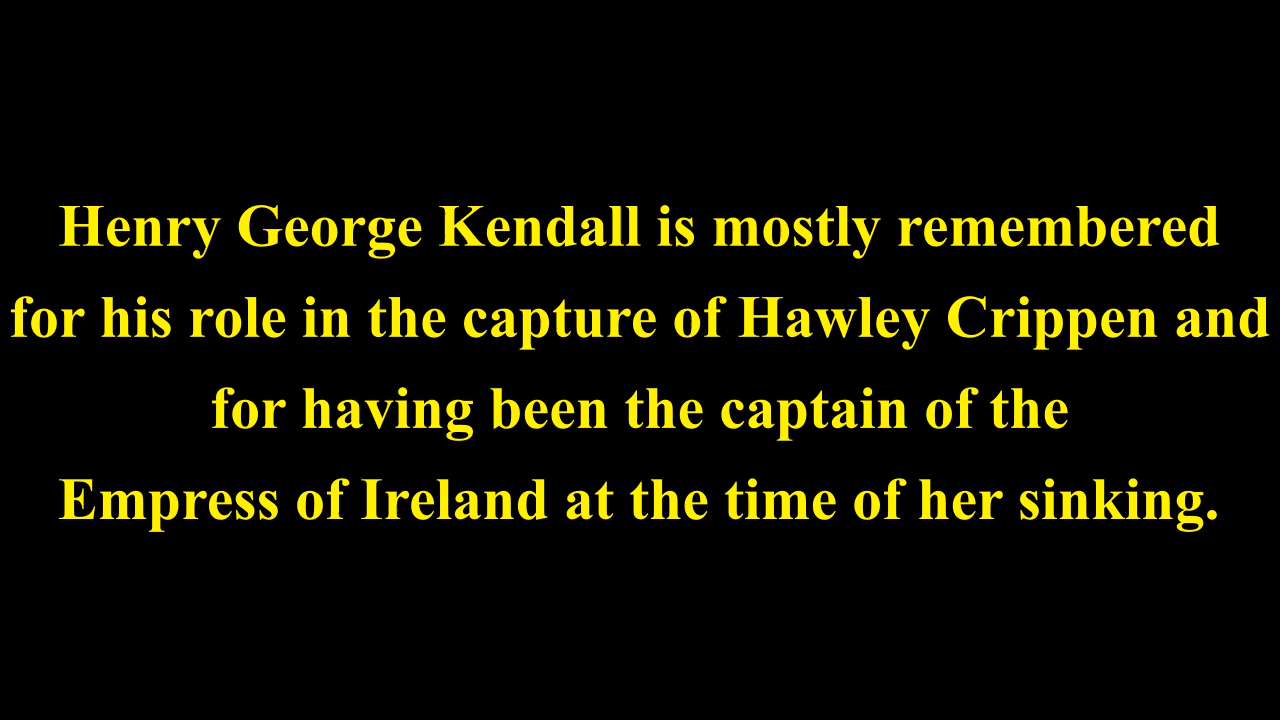 Henry George Kendall is mostly remembered
for his role in the capture of Hawley Crippen and
for having been the captain of the
Empress of Ireland at the time of her sinking.